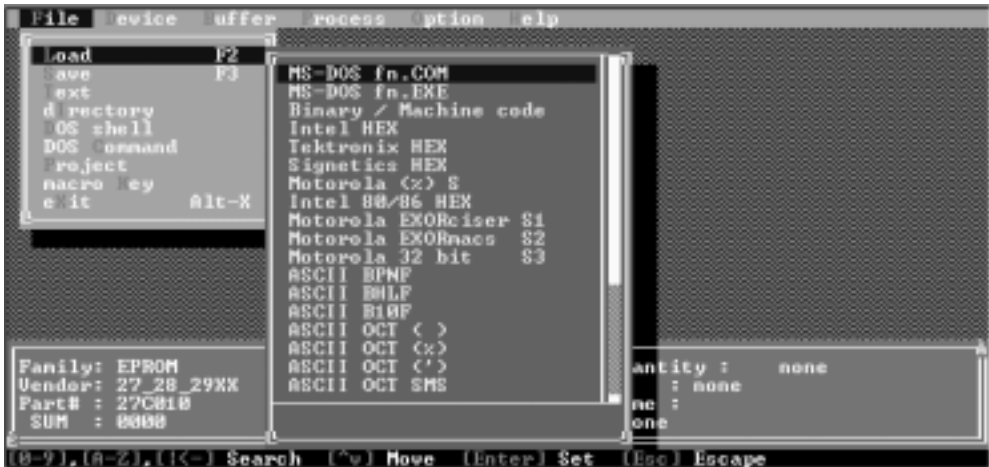 File Device Buffer Process Option Help
Load F2
Save F3
Text
directory
DOS shell
DOS Command
Project
macro Key
eXit Alt-X
MS-DOS fn.COM
MS-DOS fn.EXE
Binary / Machine code
Intel HEX
Tektronix HEX
Signetics HEX
Motorola (%) S
Intel 80/86 HEX
Motorola EXORciser S1
Motorola EXORmacs S2
Motorola 32 bit S3
ASCII BPNF
ASCII BHLF
ASCII B10F
ASCII OCT ( )
ASCII OCT (%)
ASCII OCT (')
ASCII OCT SMS
Family: EPROM
Vendor: 27_28_29XX
Part# : 27C010
SUM : 0000
antity : none
: none
me :
one
[0-9],[A-Z],[!<-] Search [^v] Move [Enter] Set [Esc] Escape